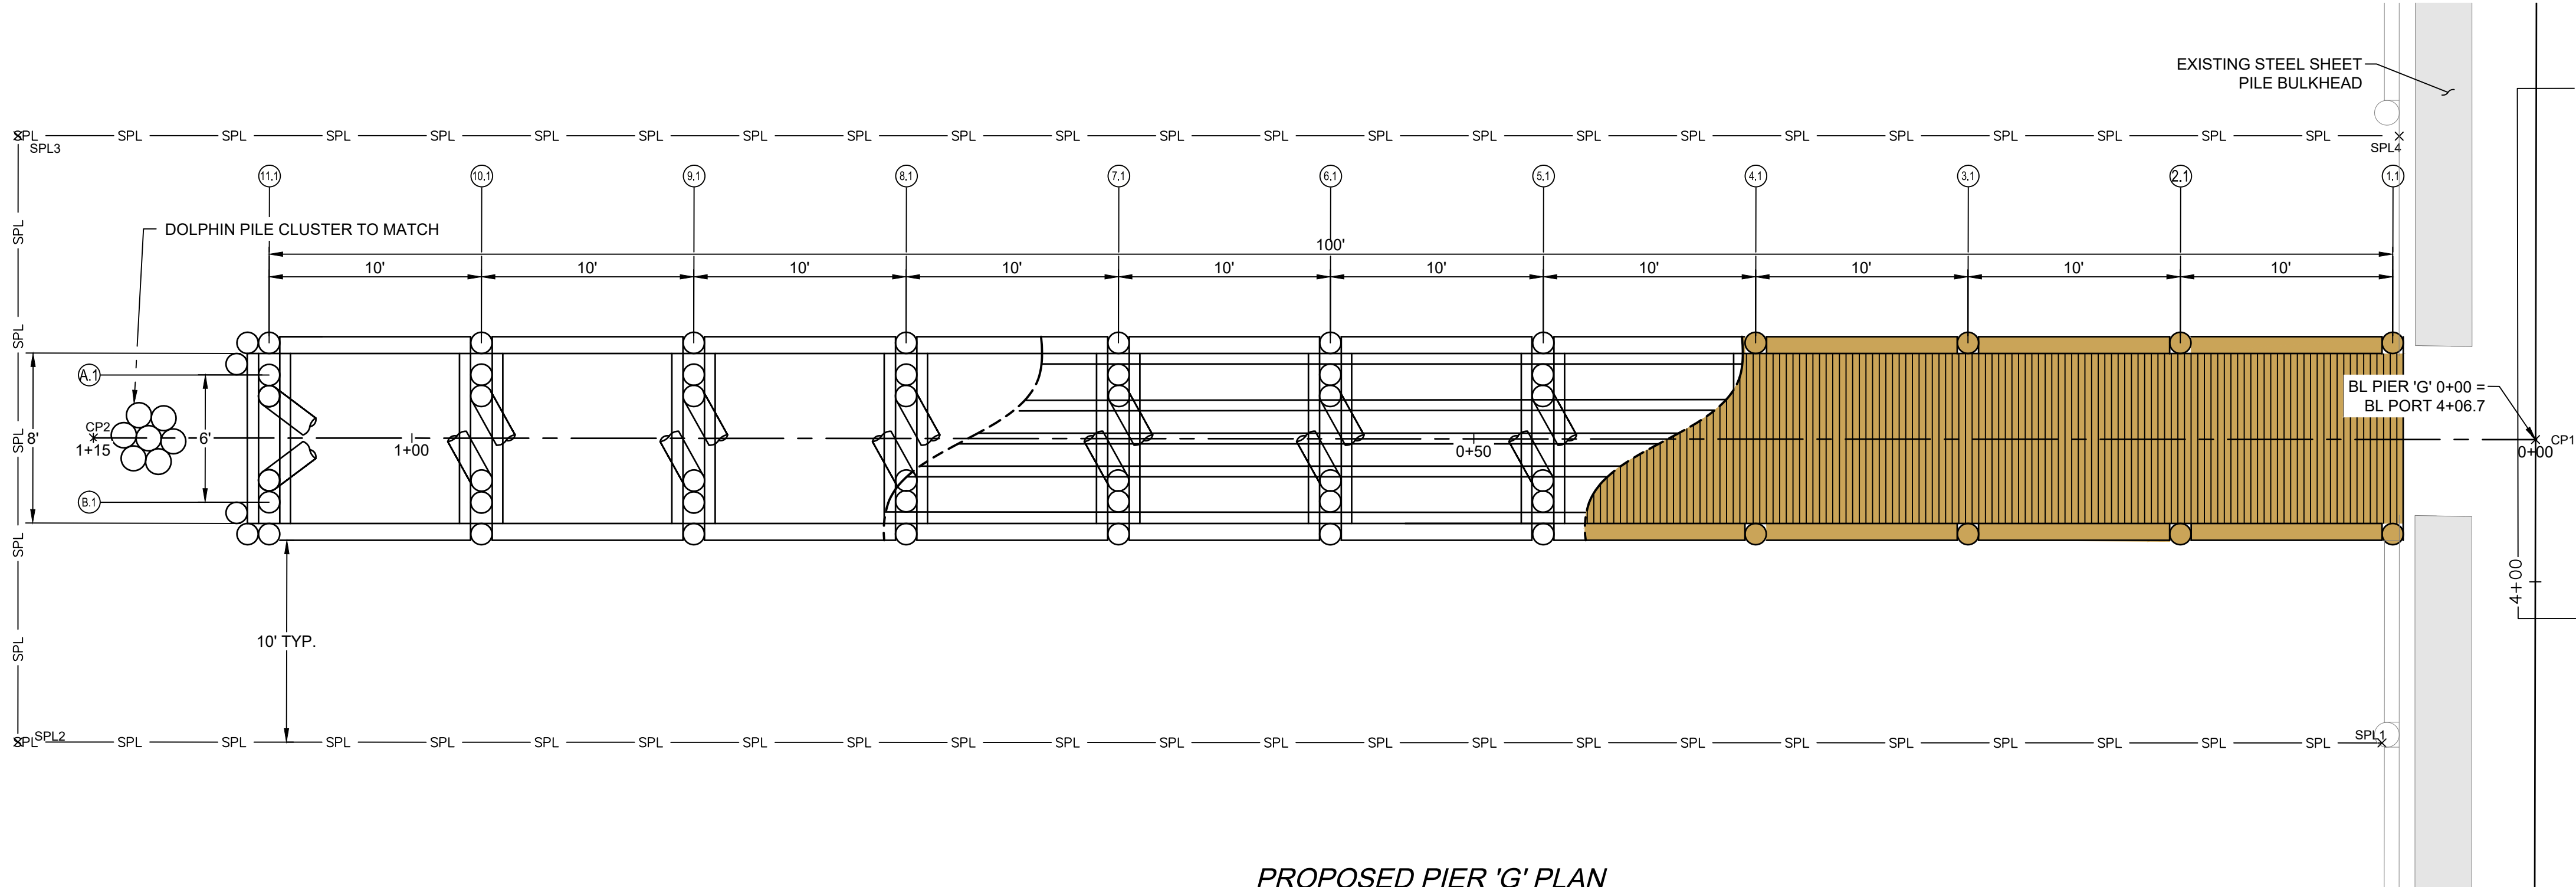 EXISTING STEEL SHEET
PILE BULKHEAD
SPL SPL SPL SPL SPL SPL SPL SPL SPL SPL SPL SPL SPL SPL SPL SPL SPL SPL SPL SPL SPL SPL SPL
SPL3
SPL4
11.1 10.1 9.1 8.1 7.1 6.1 5.1 4.1 3.1 2.1 1.1
SPL
DOLPHIN PILE CLUSTER TO MATCH
100'
10' 10' 10' 10' 10' 10' 10' 10' 10' 10'
SPL
A.1
BL PIER 'G' 0+00 =
BL PORT 4+06.7
CP2
SPL
8'
6'
1+15
1+00
0+50
CP1
0+00
B.1
SPL
4+00
10' TYP.
SPL
SPL2
SPL1
SPL SPL SPL SPL SPL SPL SPL SPL SPL SPL SPL SPL SPL SPL SPL SPL SPL SPL SPL SPL SPL SPL SPL
PROPOSED PIER 'G' PLAN